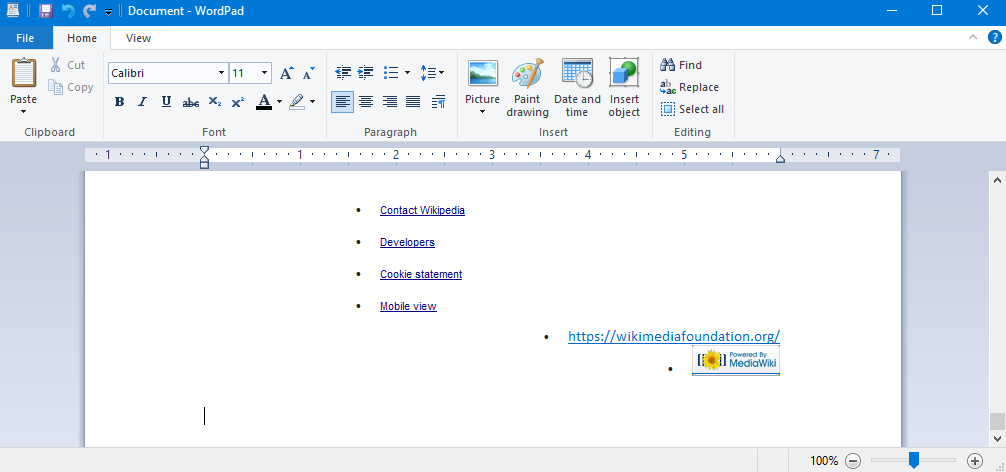 Document - WordPad
File Home View
Cut
Copy
Paste
Calibri 11
B I U abc X₂ X² A
Picture
Paint drawing
Date and time
Insert object
Find
Replace
Select all
Clipboard Font Paragraph Insert Editing
1 1 2 3 4 5 7
• Contact Wikipedia
• Developers
• Cookie statement
• Mobile view
• https://wikimediafoundation.org/
• Powered By
MediaWiki
100%